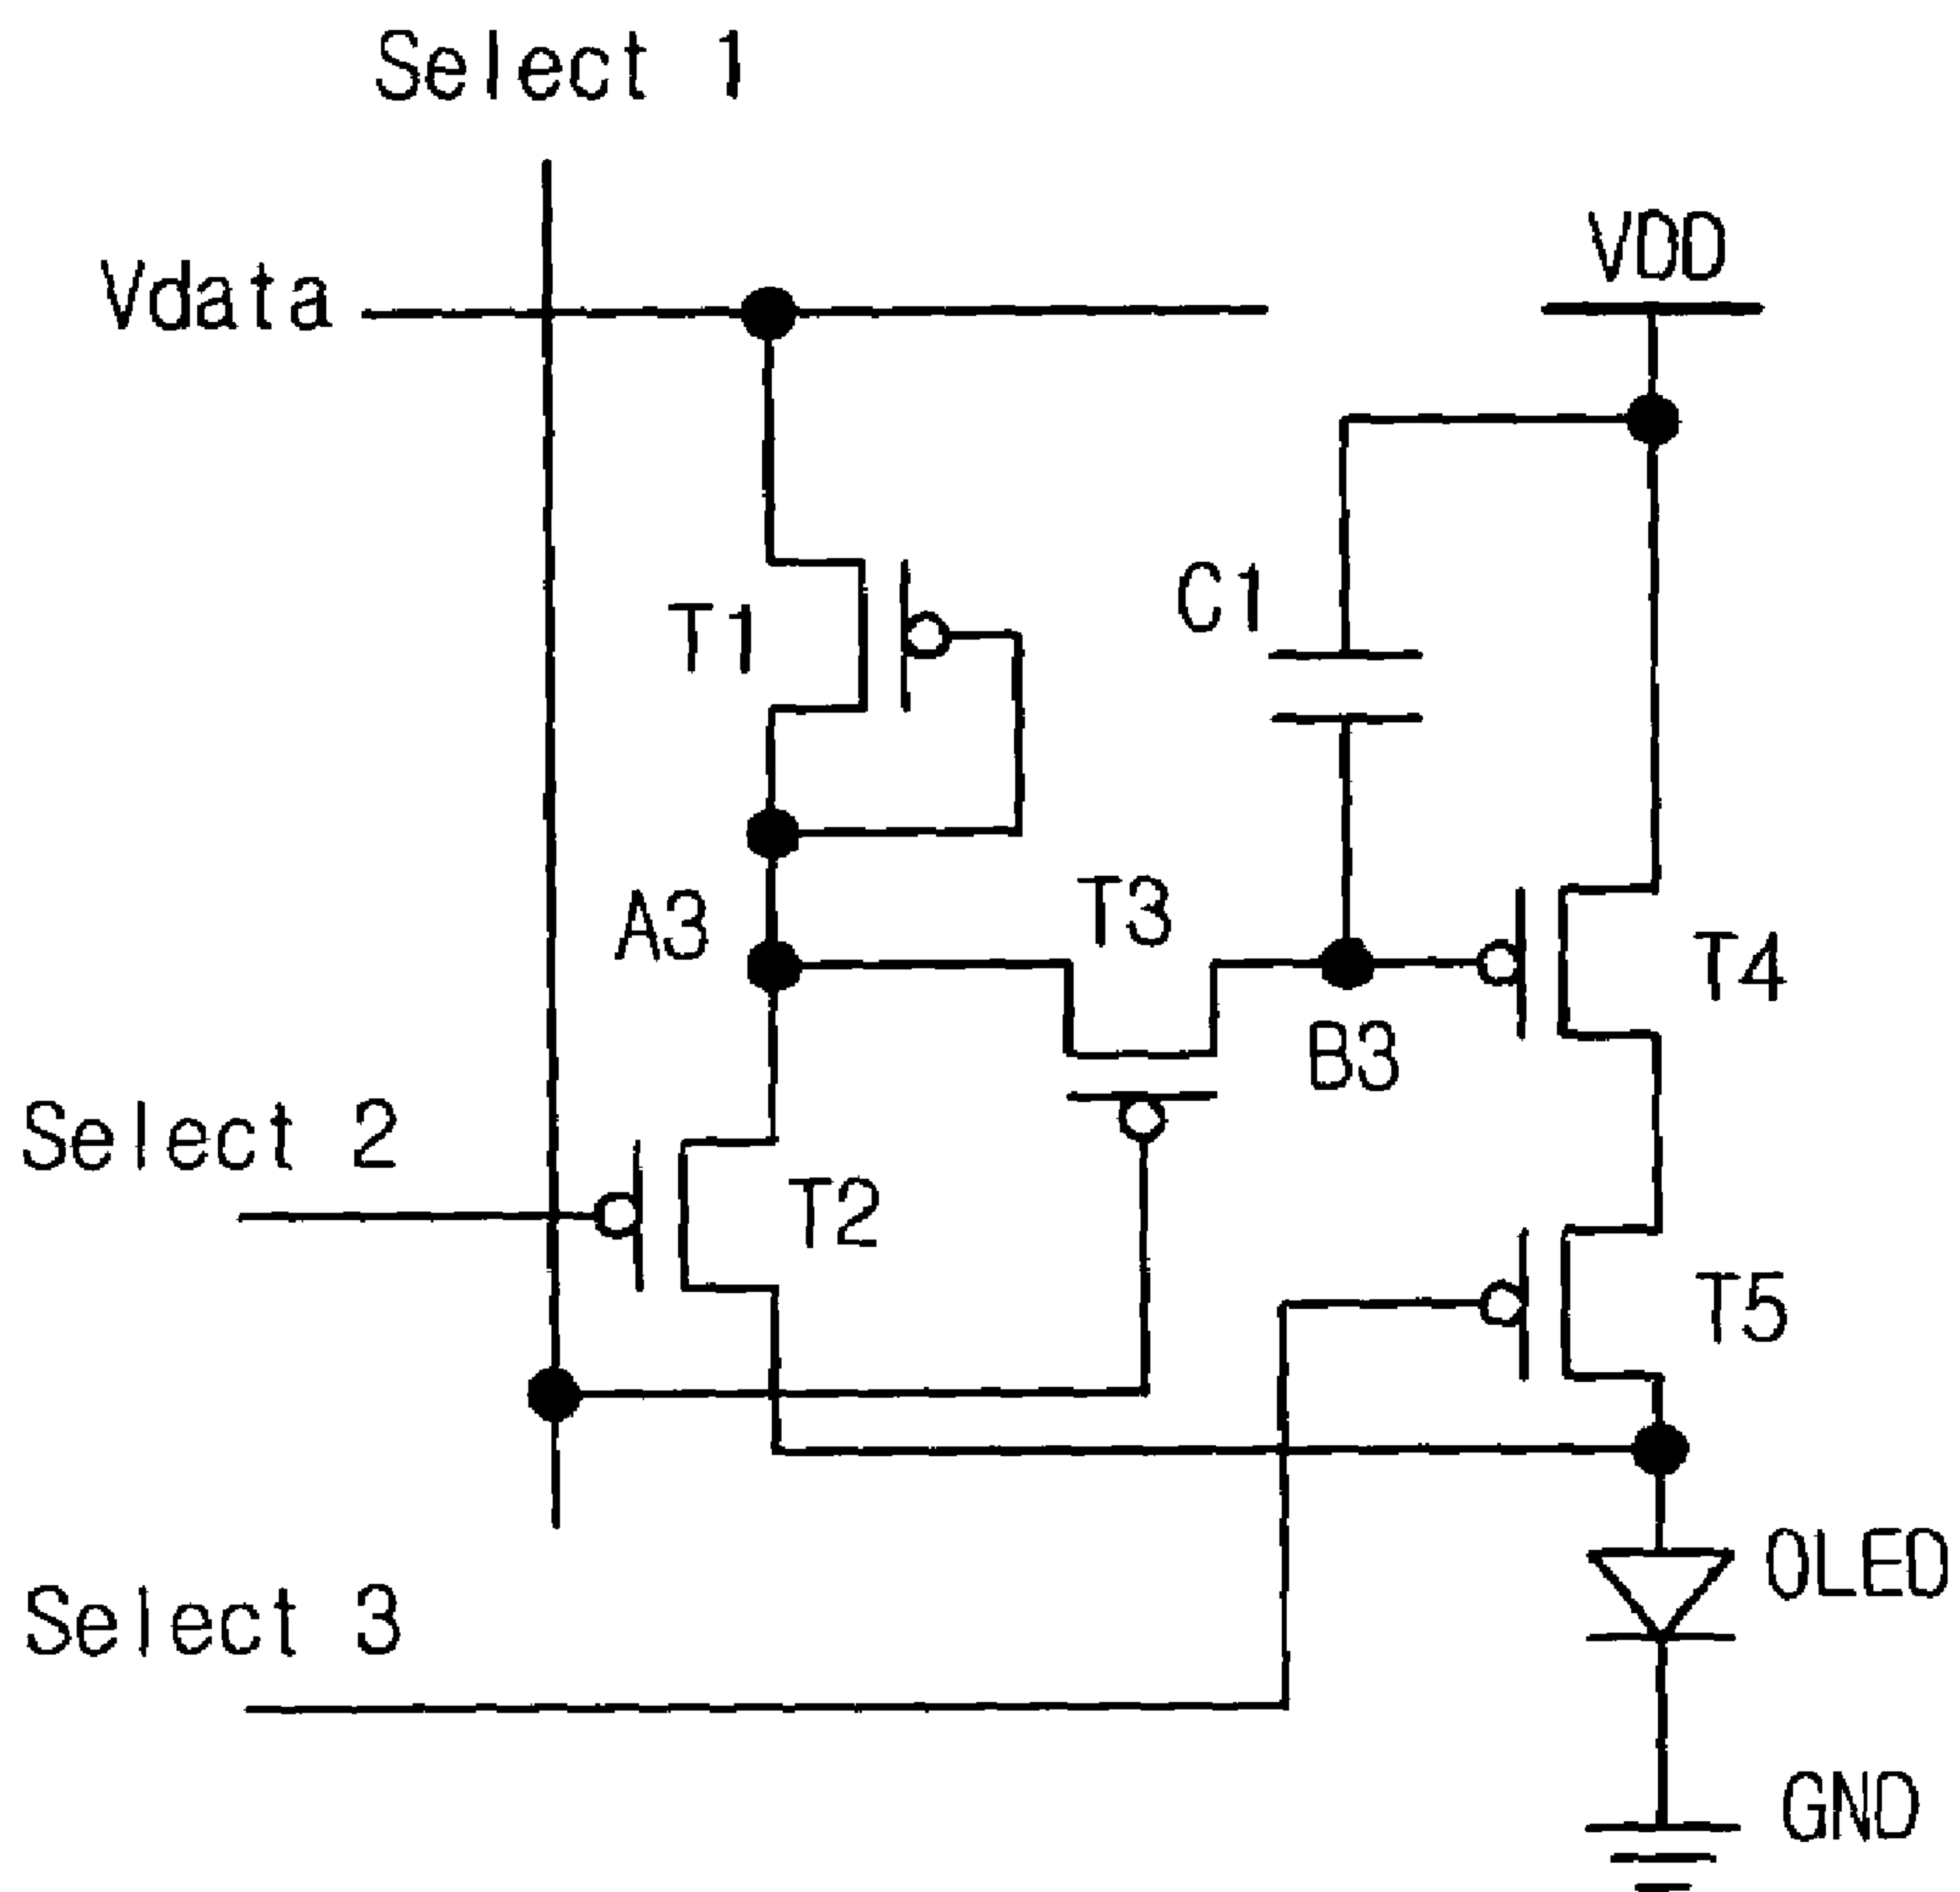 Select 1
VDD
Vdata
C1
T1
T3
A3
T4
B3
Select 2
T2
T5
OLED
Select 3
GND